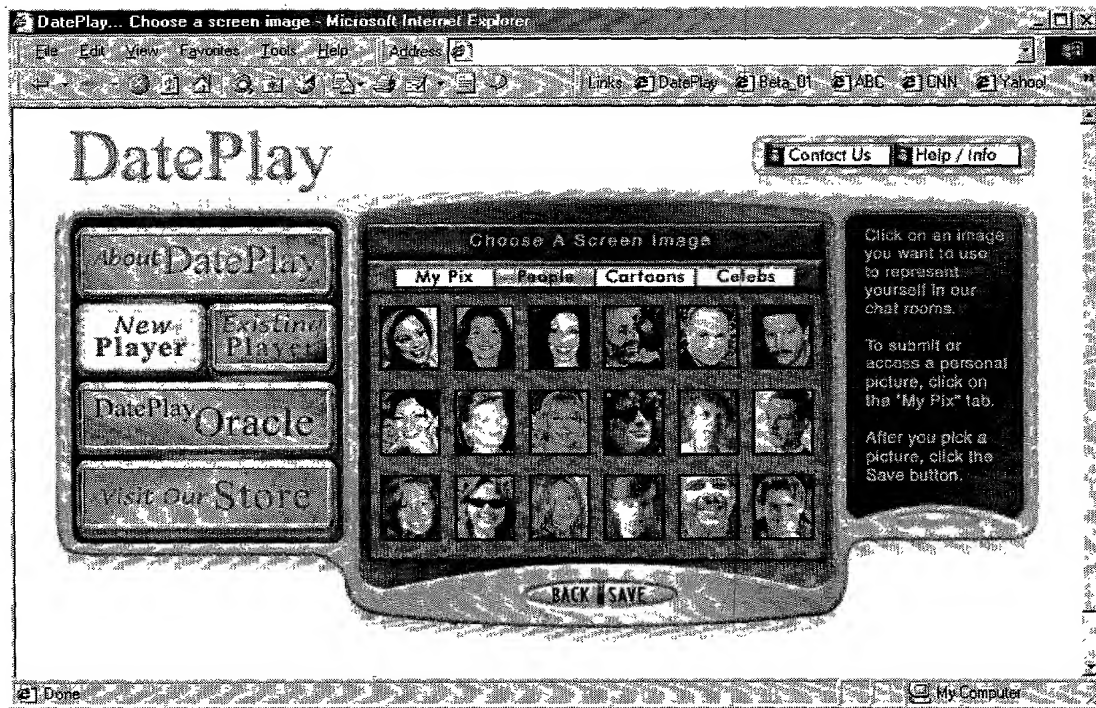 DatePlay... Choose a screen image - Microsoft Internet Explorer
File Edit View Favorites Tools Help Address
Links DatePlay Beta_01 ABC CNN Yahoo! »
DatePlay
Contact Us Help / Info
About DatePlay
New
Player
Existing
Player
DatePlay Oracle
Visit Our Store
Choose A Screen Image
My Pix People Cartoons Celebs
BACK SAVE
Click on an image
you want to use
to represent
yourself in our
chat rooms.
To submit or
access a personal
picture, click on
the "My Pix" tab.
After you pick a
picture, click the
Save button.
Done My Computer